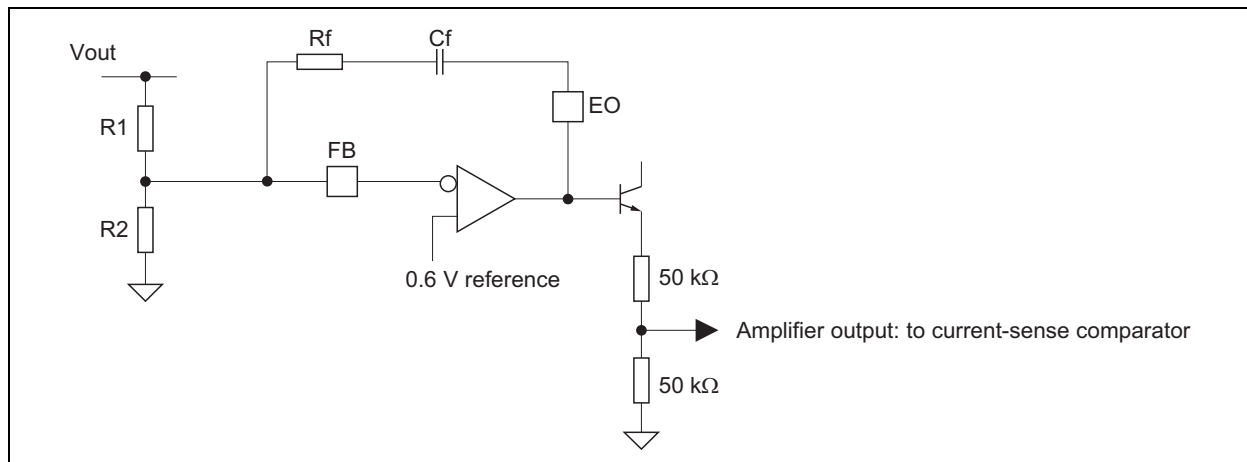 Vout
Rf
Cf
EO
R1
FB
R2
0.6 V reference
50 kΩ
Amplifier output: to current-sense comparator
50 kΩ